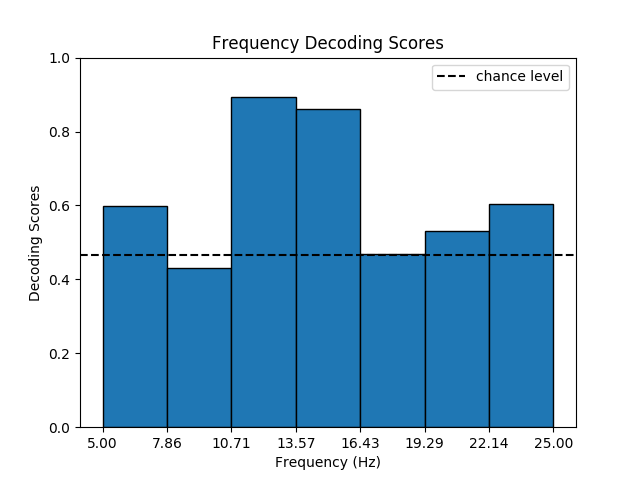 Frequency Decoding Scores
1.0
chance level
0.8
0.6
Decoding Scores
0.4
0.2
0.0
5.00 7.86 10.71 13.57 16.43 19.29 22.14 25.00
Frequency (Hz)